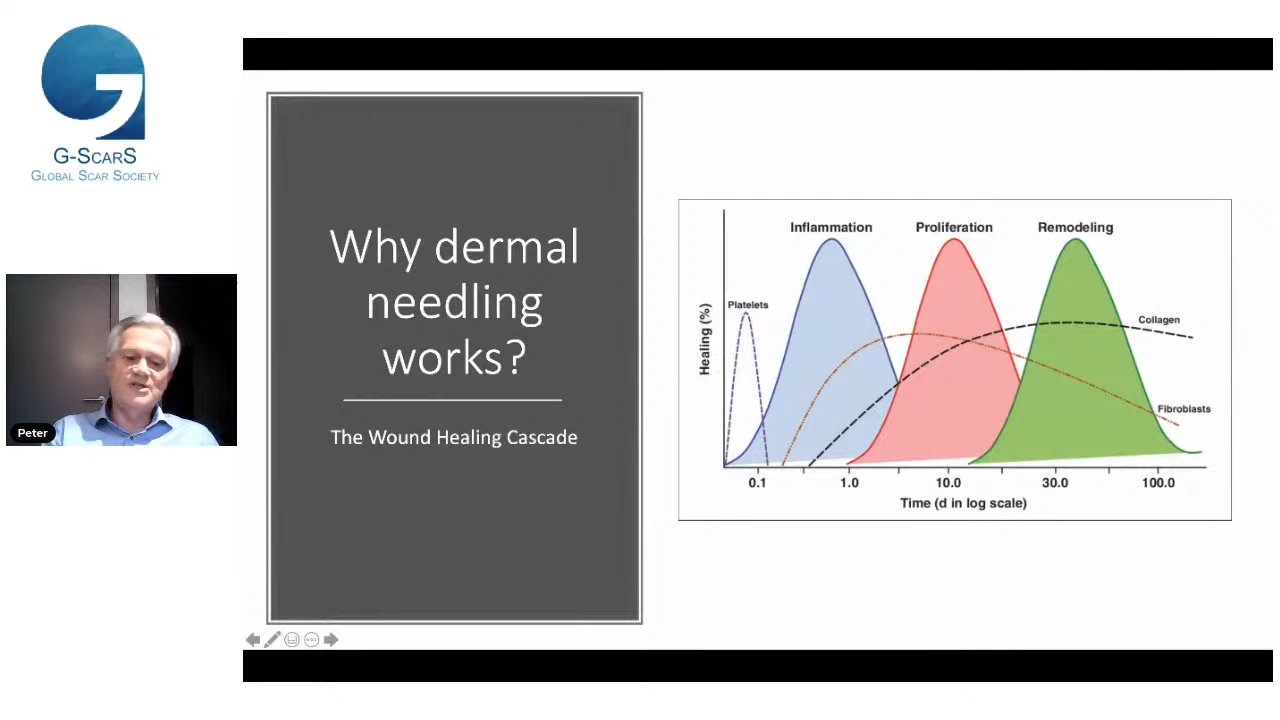 G-ScarS
Global Scar Society
Peter
Why dermal
needling
works?
The Wound Healing Cascade
Inflammation
Proliferation
Remodeling
Platelets
Collagen
Fibroblasts
Healing (%)
0.1
1.0
10.0
30.0
100.0
Time (d in log scale)